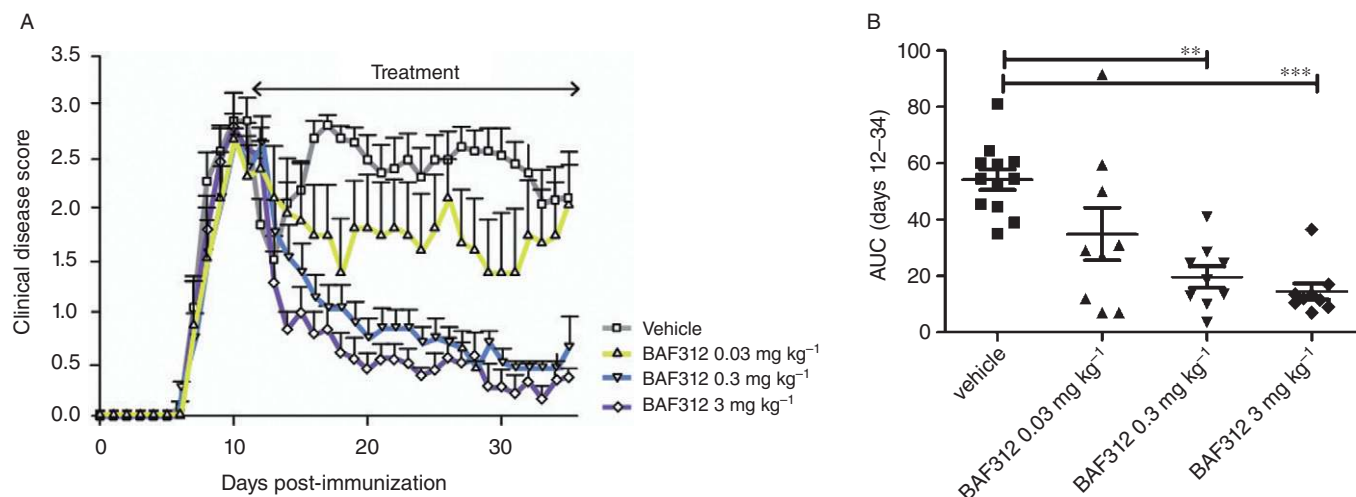 A
Clinical disease score
3.5
3.0
2.5
2.0
1.5
1.0
0.5
0.0
Treatment
0 10 20 30
Days post-immunization
Vehicle
BAF312 0.03 mg kg⁻¹
BAF312 0.3 mg kg⁻¹
BAF312 3 mg kg⁻¹
B
AUC (days 12–34)
100
80
60
40
20
0
**
***
vehicle
BAF312 0.03 mg kg⁻¹
BAF312 0.3 mg kg⁻¹
BAF312 3 mg kg⁻¹